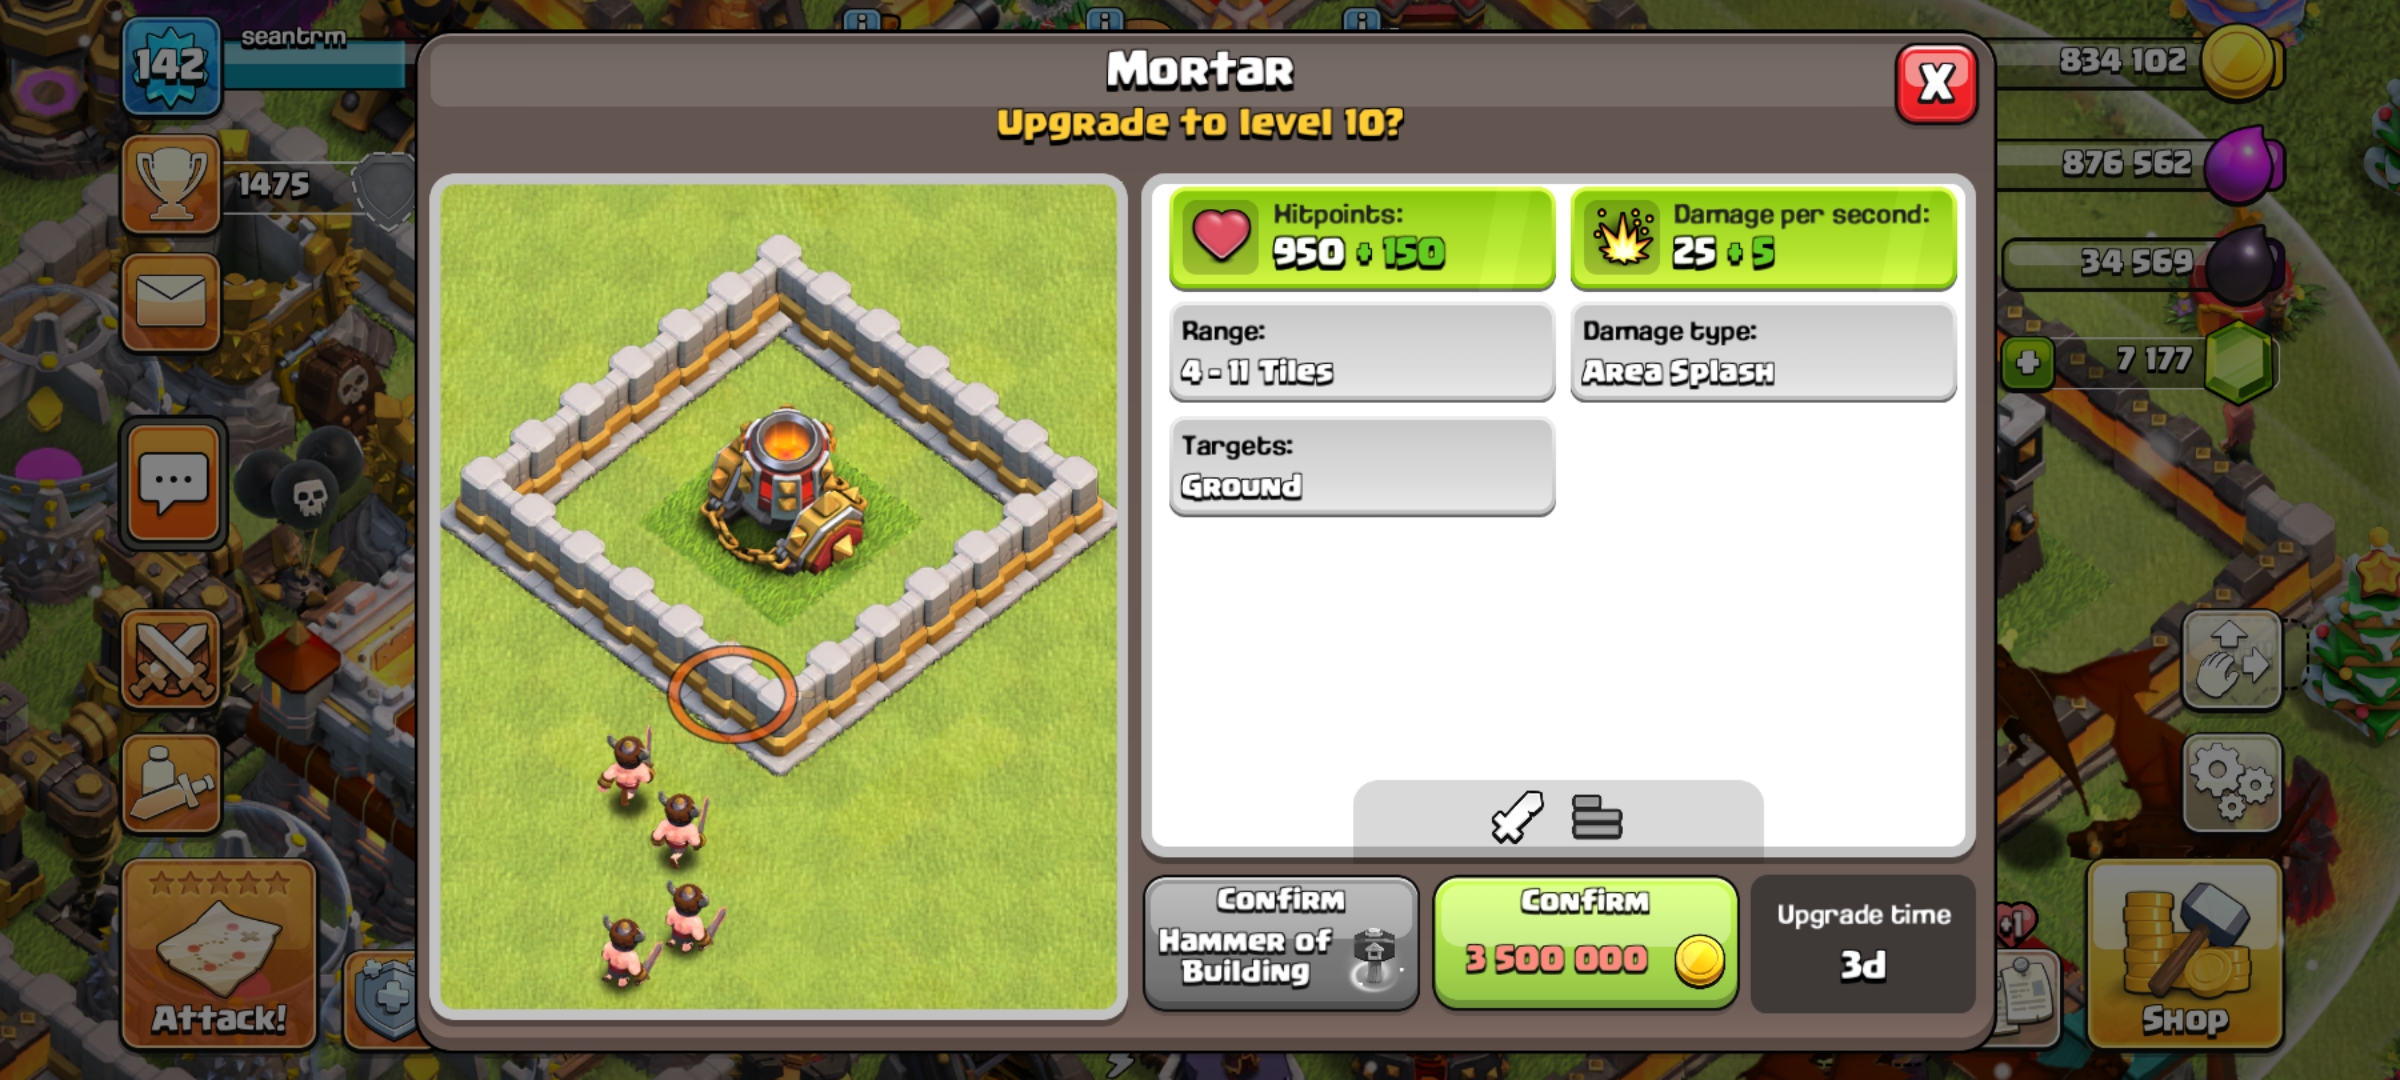 142
seantrm
1475
Attack!
Mortar
Upgrade to level 10?
X
Hitpoints:
950 + 150
Damage per second:
25 + 5
Range:
4 - 11 Tiles
Damage type:
Area Splash
Targets:
Ground
Confirm
Hammer of
Building
Confirm
3 500 000
Upgrade time
3d
834 102
876 562
34 569
7 177
+1
Shop